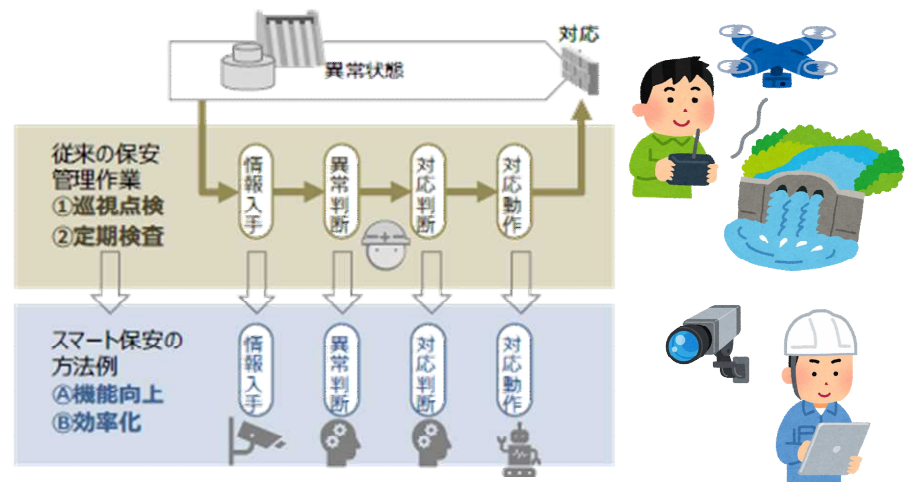 対応
異常状態
従来の保安
管理作業
①巡視点検
②定期検査
情報入手
異常判断
対応判断
対応動作
スマート保安の
方法例
Ⓐ機能向上
Ⓑ効率化
情報入手
異常判断
対応判断
対応動作